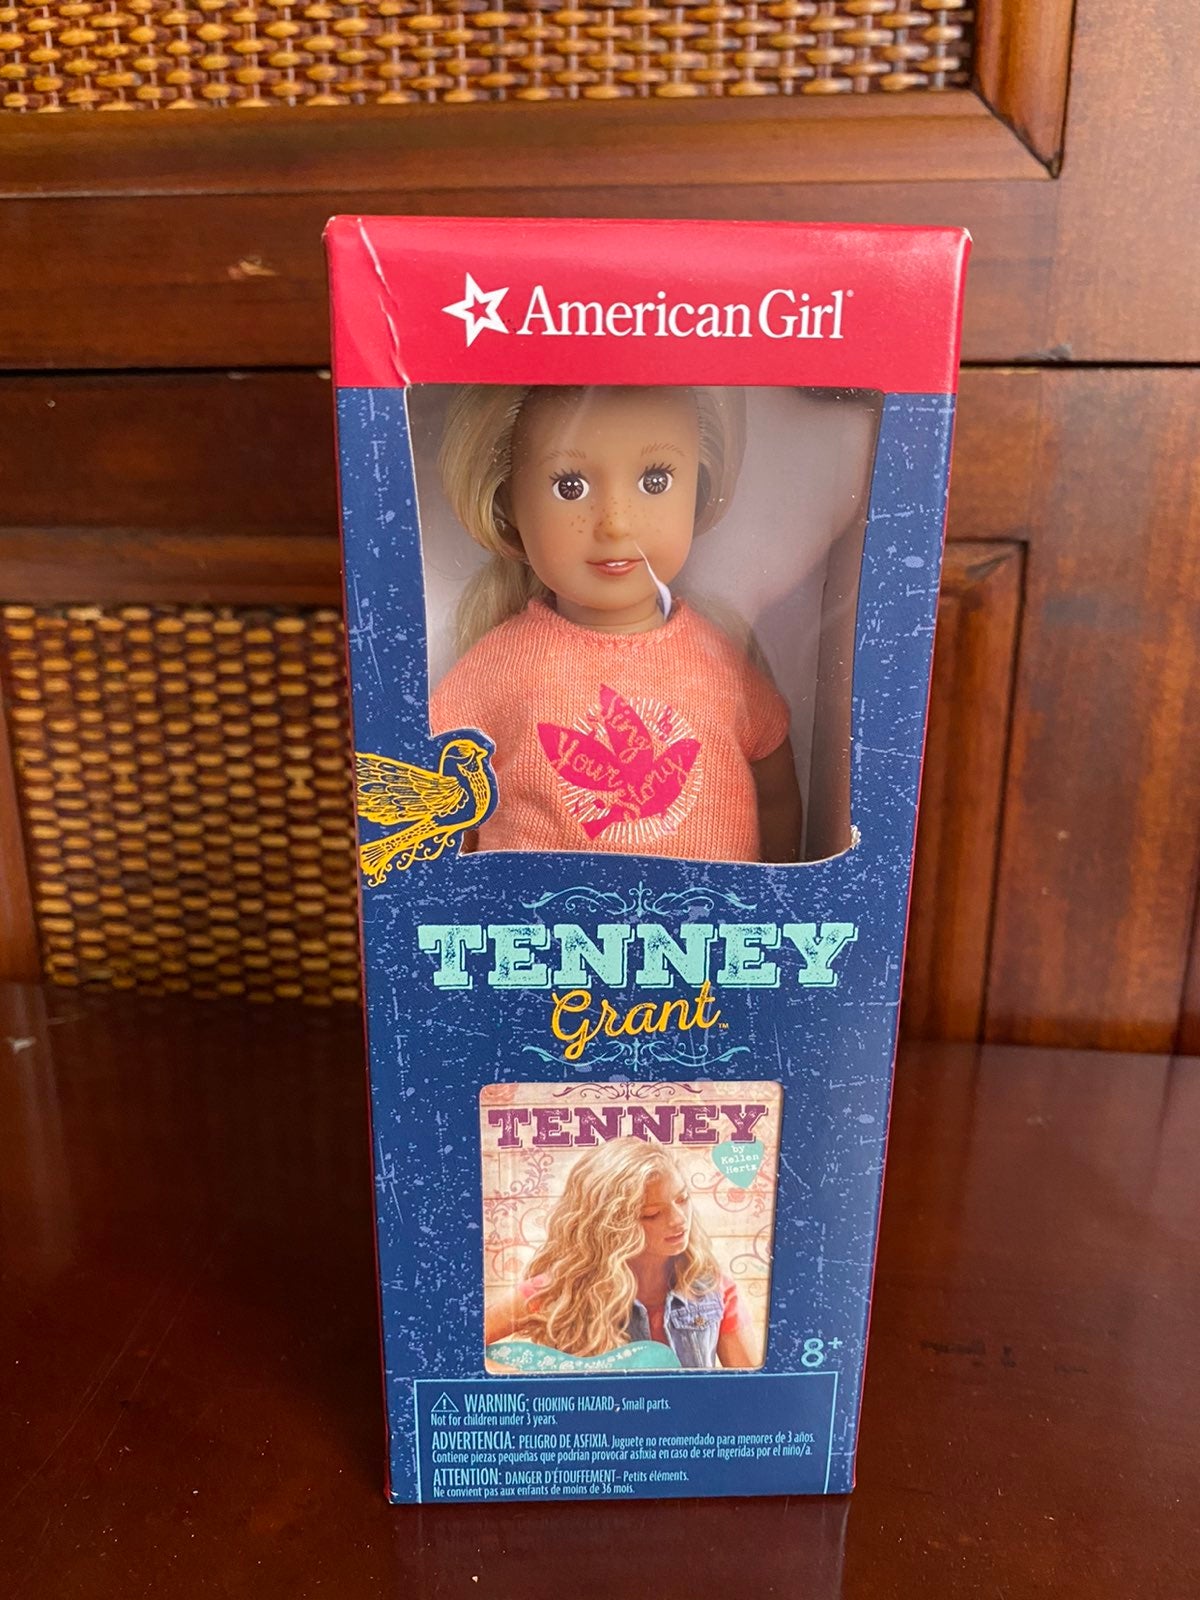 American Girl®
Sing
Your
Story
TENNEY
Grant™
TENNEY
by
Kellen
Hertz
8+
WARNING: CHOKING HAZARD- Small parts.
Not for children under 3 years.
ADVERTENCIA: PELIGRO DE ASFIXIA. Juguete no recomendado para menores de 3 años.
Contiene piezas pequeñas que podrían provocar asfixia en caso de ser ingeridas por el niño/a.
ATTENTION: DANGER D'ÉTOUFFEMENT- Petits éléments.
Ne convient pas aux enfants de moins de 36 mois.